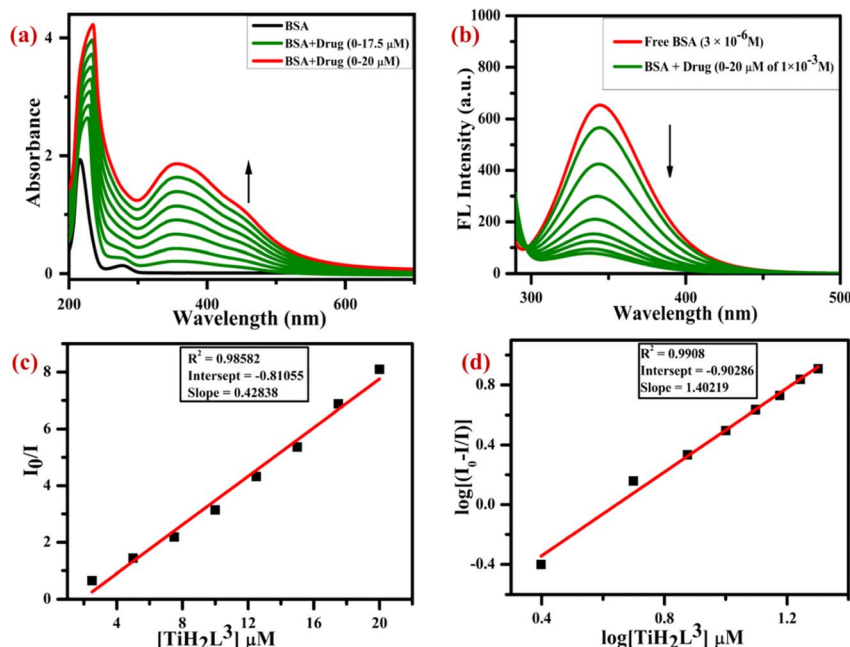 (a)
BSA
BSA+Drug (0-17.5 μM)
BSA+Drug (0-20 μM)
Absorbance
4
2
0
200
400
600
Wavelength (nm)
(b)
Free BSA (3 × 10⁻⁶M)
BSA + Drug (0-20 μM of 1×10⁻³M)
FL Intensity (a.u.)
1000
800
600
400
200
0
300
400
500
Wavelength (nm)
(c)
R² = 0.98582
Intersept = -0.81055
Slope = 0.42838
I₀/I
10
8
6
4
2
0
4
8
12
16
20
[TiH₂L³] μM
(d)
R² = 0.9908
Intersept = -0.90286
Slope = 1.40219
log[(I₀-I/I)]
0.8
0.4
0.0
-0.4
0.4
0.8
1.2
log[TiH₂L³] μM